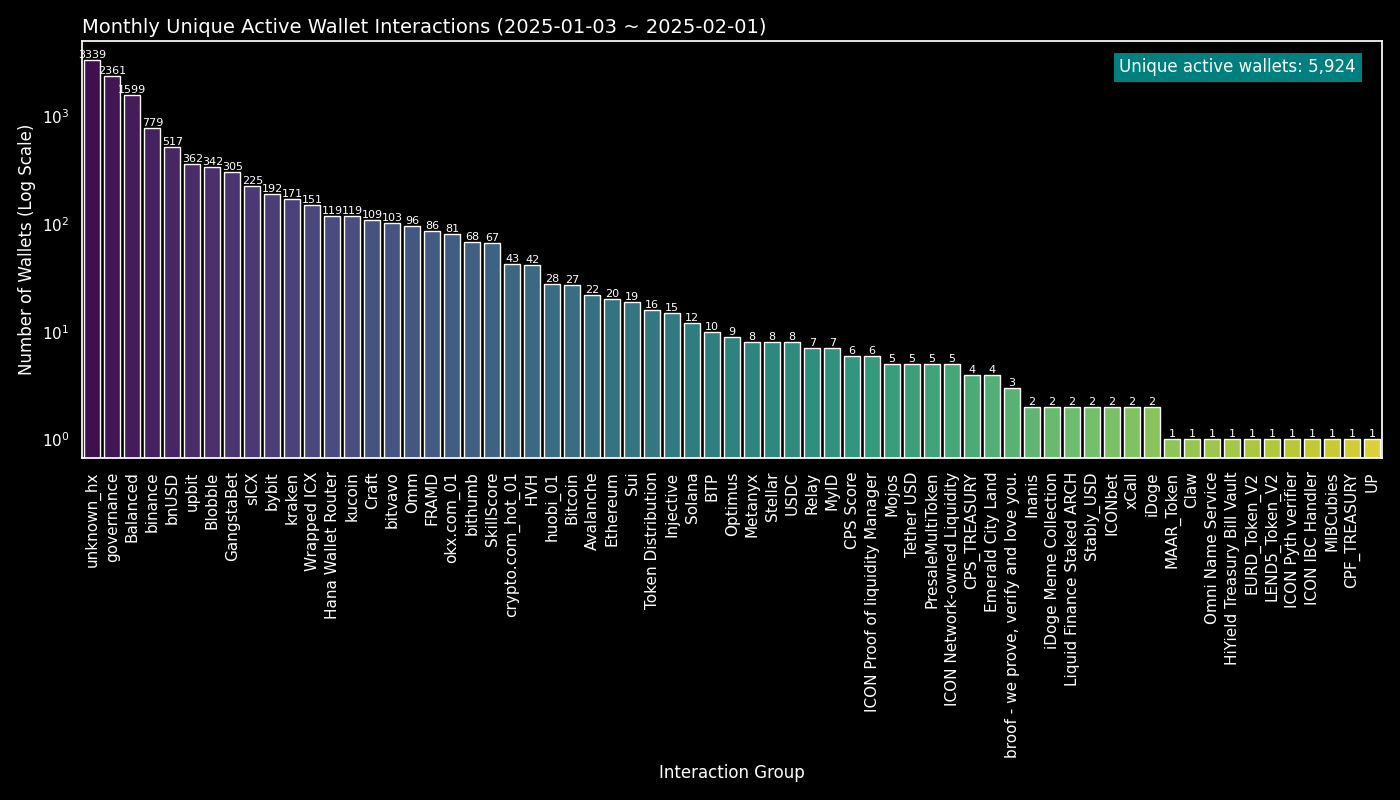 Monthly Unique Active Wallet Interactions (2025-01-03 ~ 2025-02-01)
Unique active wallets: 5,924
Number of Wallets (Log Scale)
10³
10²
10¹
10⁰
3339
2361
1599
779
517
362
342
305
225
192
171
151
119
119
109
103
96
86
81
68
67
43
42
28
27
22
20
19
16
15
12
10
9
8
8
8
7
7
6
6
5
5
5
5
4
4
3
2
2
2
2
2
2
2
1
1
1
1
1
1
1
1
1
1
1
unknown_hx
governance
Balanced
binance
bnUSD
upbit
Blobble
GangstaBet
sICX
bybit
kraken
Wrapped ICX
Hana Wallet Router
kucoin
Craft
bitvavo
Omm
FRAMD
okx.com_01
bithumb
SkillScore
crypto.com_hot_01
HVH
huobi_01
Bitcoin
Avalanche
Ethereum
Sui
Token Distribution
Injective
Solana
BTP
Optimus
Metanyx
Stellar
USDC
Relay
MyID
CPS Score
ICON Proof of liquidity Manager
Mojos
Tether USD
PresaleMultiToken
ICON Network-owned Liquidity
CPS_TREASURY
Emerald City Land
broof - we prove, verify and love you.
Inanis
iDoge Meme Collection
Liquid Finance Staked ARCH
Stably_USD
ICONbet
xCall
iDoge
MAAR_Token
Claw
Omni Name Service
HiYield Treasury Bill Vault
EURD_Token_V2
LEND5_Token_V2
ICON Pyth verifier
ICON IBC Handler
MIBCubies
CPF_TREASURY
UP
Interaction Group